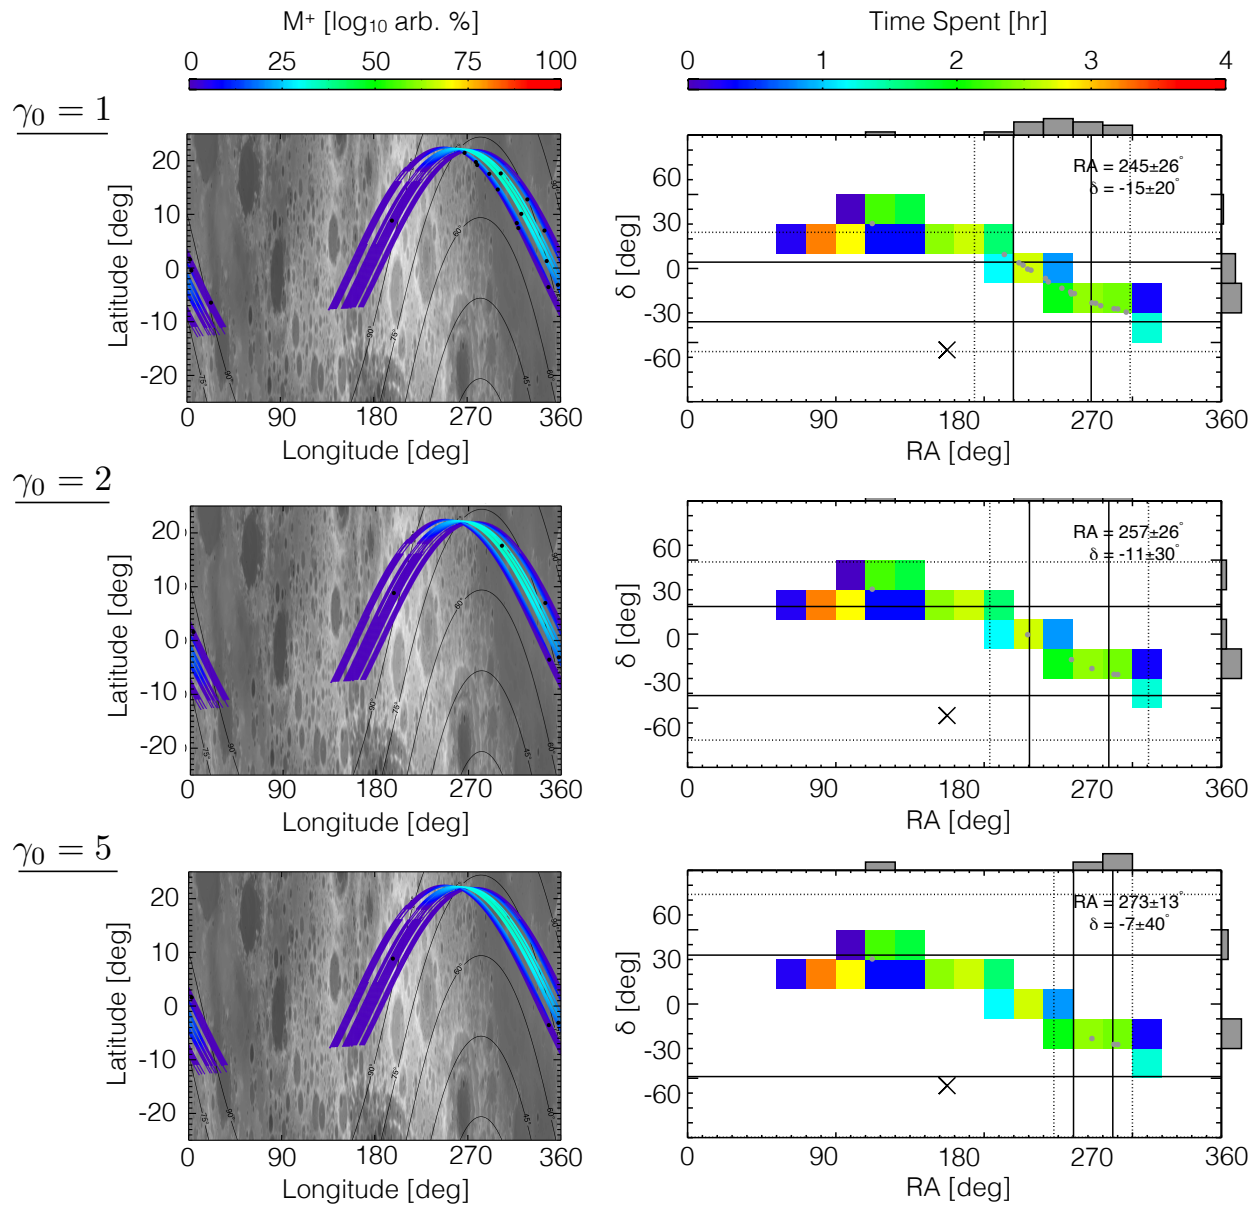 M⁺ [log₁₀ arb. %]
Time Spent [hr]
0 25 50 75 100
0 1 2 3 4
γ₀ = 1
20
10
0
-10
-20
Latitude [deg]
0 90 180 270 360
Longitude [deg]
60
30
0
-30
-60
δ [deg]
RA = 245±26°
δ = -15±20°
0 90 180 270 360
RA [deg]
γ₀ = 2
20
10
0
-10
-20
Latitude [deg]
0 90 180 270 360
Longitude [deg]
60
30
0
-30
-60
δ [deg]
RA = 257±26°
δ = -11±30°
0 90 180 270 360
RA [deg]
γ₀ = 5
20
10
0
-10
-20
Latitude [deg]
0 90 180 270 360
Longitude [deg]
60
30
0
-30
-60
δ [deg]
RA = 273±13°
δ = -7±40°
0 90 180 270 360
RA [deg]